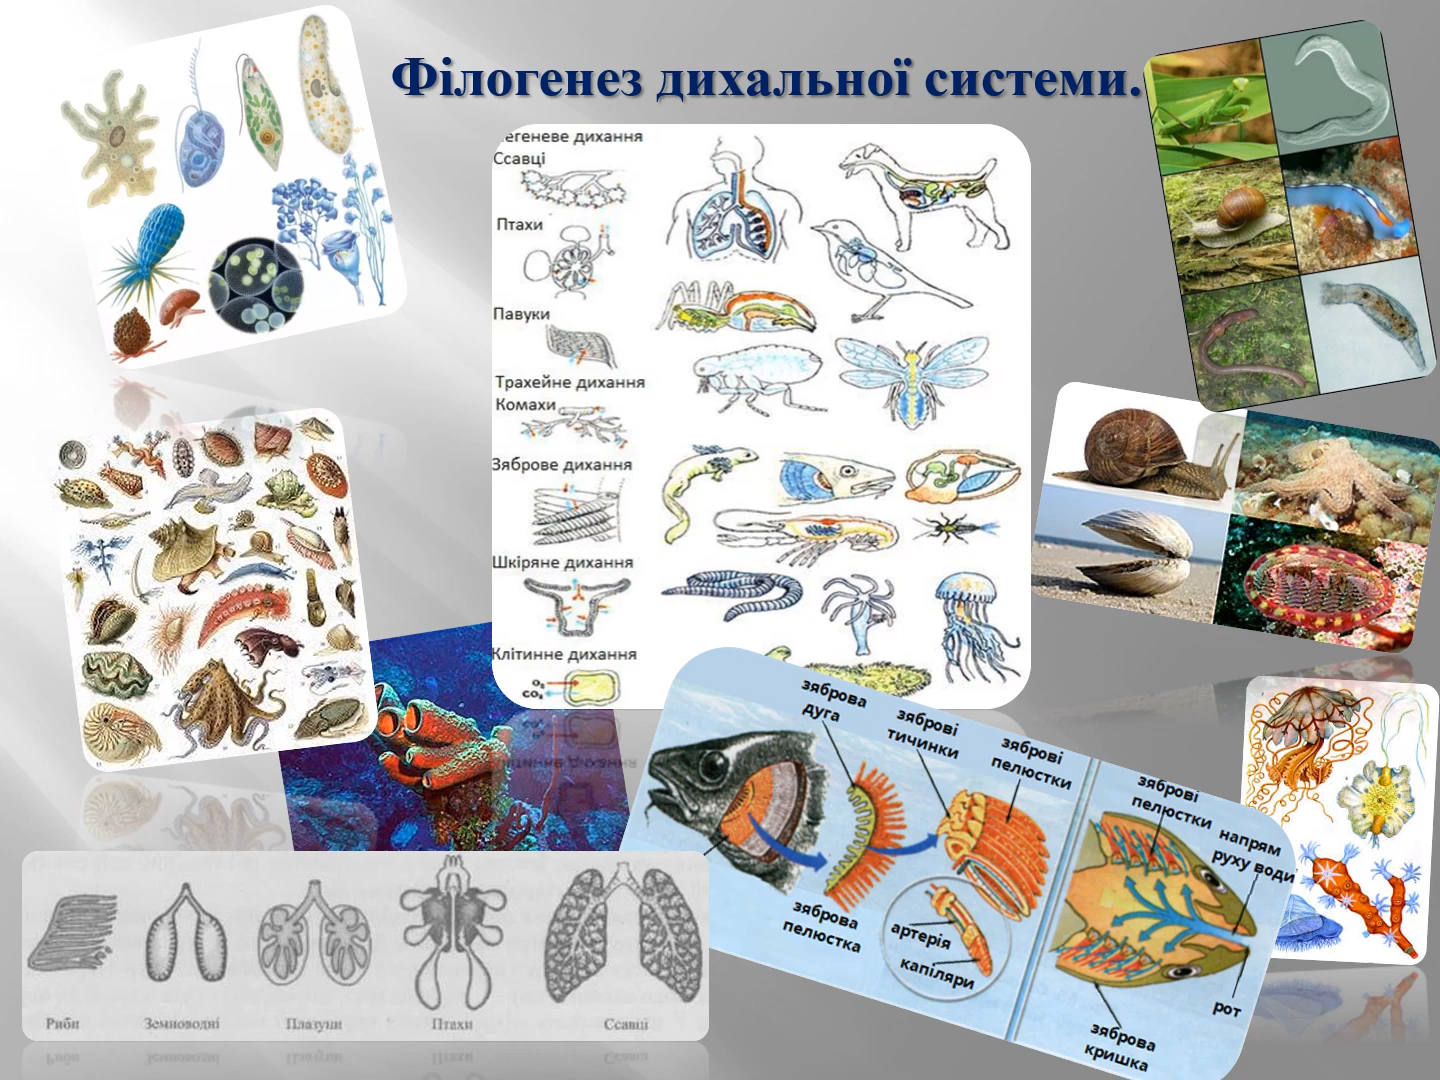 Філогенез дихальної системи.
егеневе дихання
Ссавці
Птахи
Павуки
Трахейне дихання
Комахи
Зяброве дихання
Шкіряне дихання
Клітинне дихання
O₂
CO₂
зяброва
дуга
зяброві
тичинки
зяброві
пелюстки
зяброва
пелюстка
артерія
капіляри
зяброві
пелюстки
напрям
руху води
рот
зяброва
кришка
Риби
Земноводні
Плазуни
Птахи
Ссавці